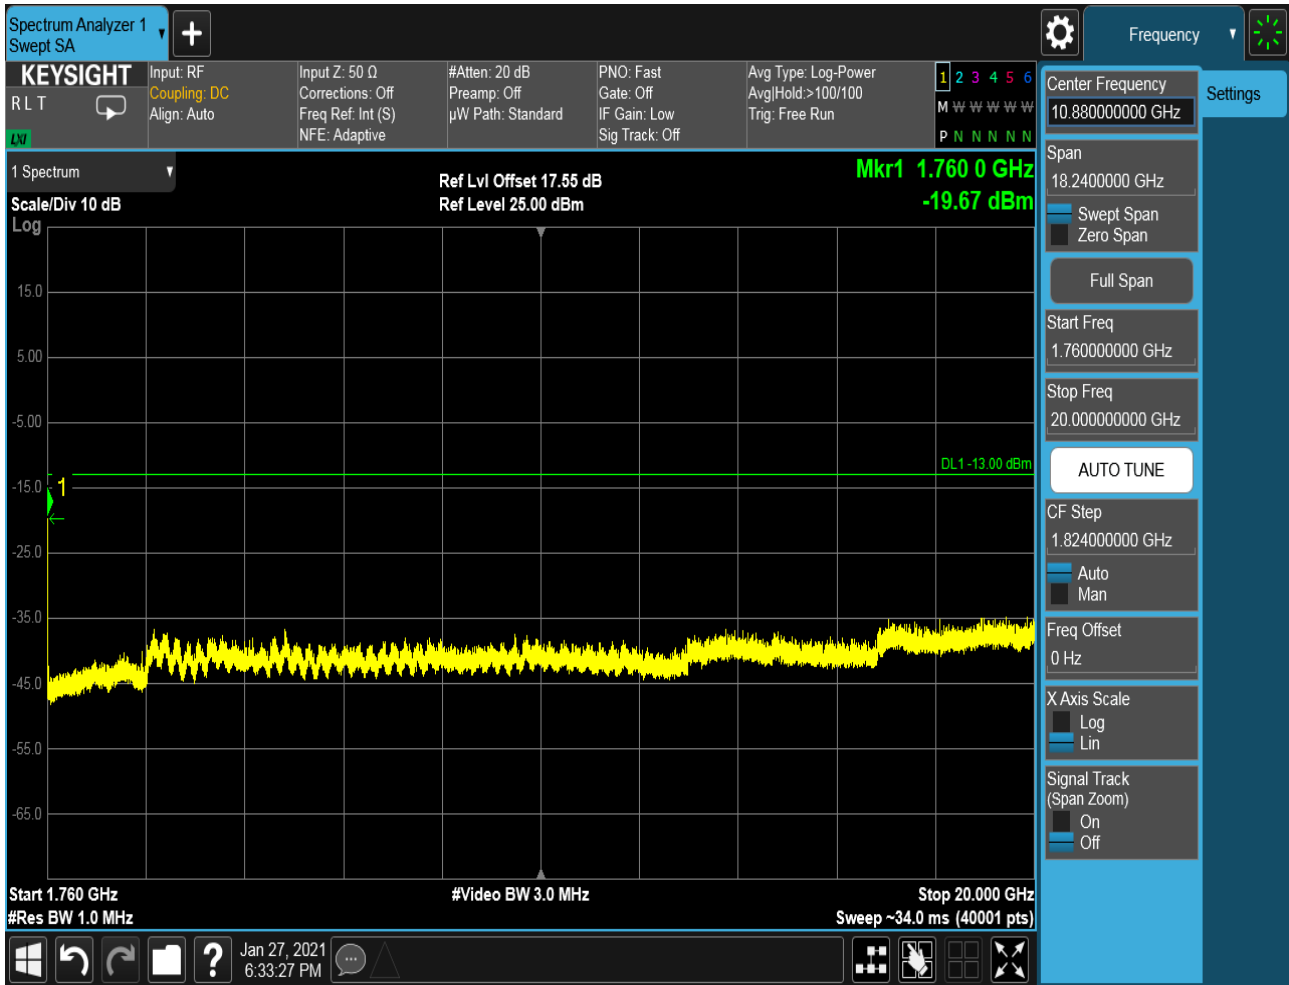 Spectrum Analyzer 1
Swept SA
Frequency
KEYSIGHT
R L T
LXI
Input: RF
Coupling: DC
Align: Auto
Input Z: 50 Ω
Corrections: Off
Freq Ref: Int (S)
NFE: Adaptive
#Atten: 20 dB
Preamp: Off
µW Path: Standard
PNO: Fast
Gate: Off
IF Gain: Low
Sig Track: Off
Avg Type: Log-Power
Avg|Hold:>100/100
Trig: Free Run
1 2 3 4 5 6
M W W W W W
P N N N N N
1 Spectrum
Scale/Div 10 dB
Log
Ref Lvl Offset 17.55 dB
Ref Level 25.00 dBm
Mkr1 1.760 0 GHz
-19.67 dBm
15.0
5.00
-5.00
DL1 -13.00 dBm
-15.0
1
-25.0
-35.0
-45.0
-55.0
-65.0
Start 1.760 GHz
#Video BW 3.0 MHz
Stop 20.000 GHz
#Res BW 1.0 MHz
Sweep ~34.0 ms (40001 pts)
Jan 27, 2021
6:33:27 PM
Center Frequency
10.880000000 GHz
Settings
Span
18.2400000 GHz
Swept Span
Zero Span
Full Span
Start Freq
1.760000000 GHz
Stop Freq
20.000000000 GHz
AUTO TUNE
CF Step
1.824000000 GHz
Auto
Man
Freq Offset
0 Hz
X Axis Scale
Log
Lin
Signal Track
(Span Zoom)
On
Off